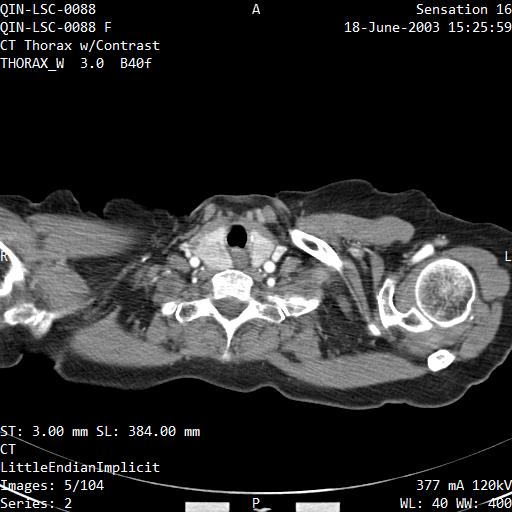 QIN-LSC-0088
A
Sensation 16
QIN-LSC-0088 F
18-June-2003 15:25:59
CT Thorax w/Contrast
THORAX_W 3.0 B40f
R
L
ST: 3.00 mm SL: 384.00 mm
CT
LittleEndianImplicit
Images: 5/104
377 mA 120kV
Series: 2
P
WL: 40 WW: 400